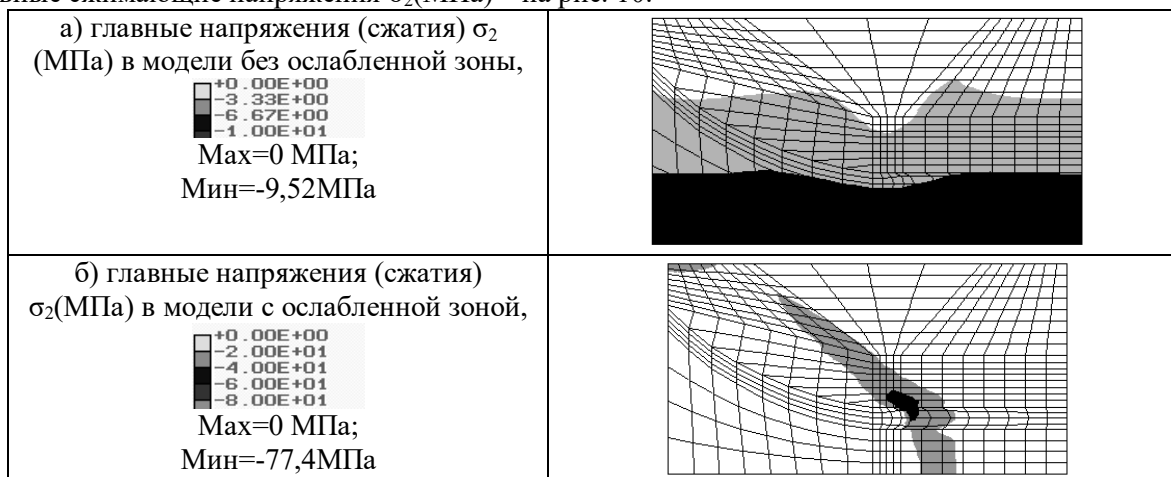 сжимающие напряжения σ₂(МПа) – на рис. 10.
а) главные напряжения (сжатия) σ₂
(МПа) в модели без ослабленной зоны,
+0.00E+00
-3.33E+00
-6.67E+00
-1.00E+01
Max=0 МПа;
Мин=-9,52МПа
б) главные напряжения (сжатия)
σ₂(МПа) в модели с ослабленной зоной,
+0.00E+00
-2.00E+01
-4.00E+01
-6.00E+01
-8.00E+01
Max=0 МПа;
Мин=-77,4МПа